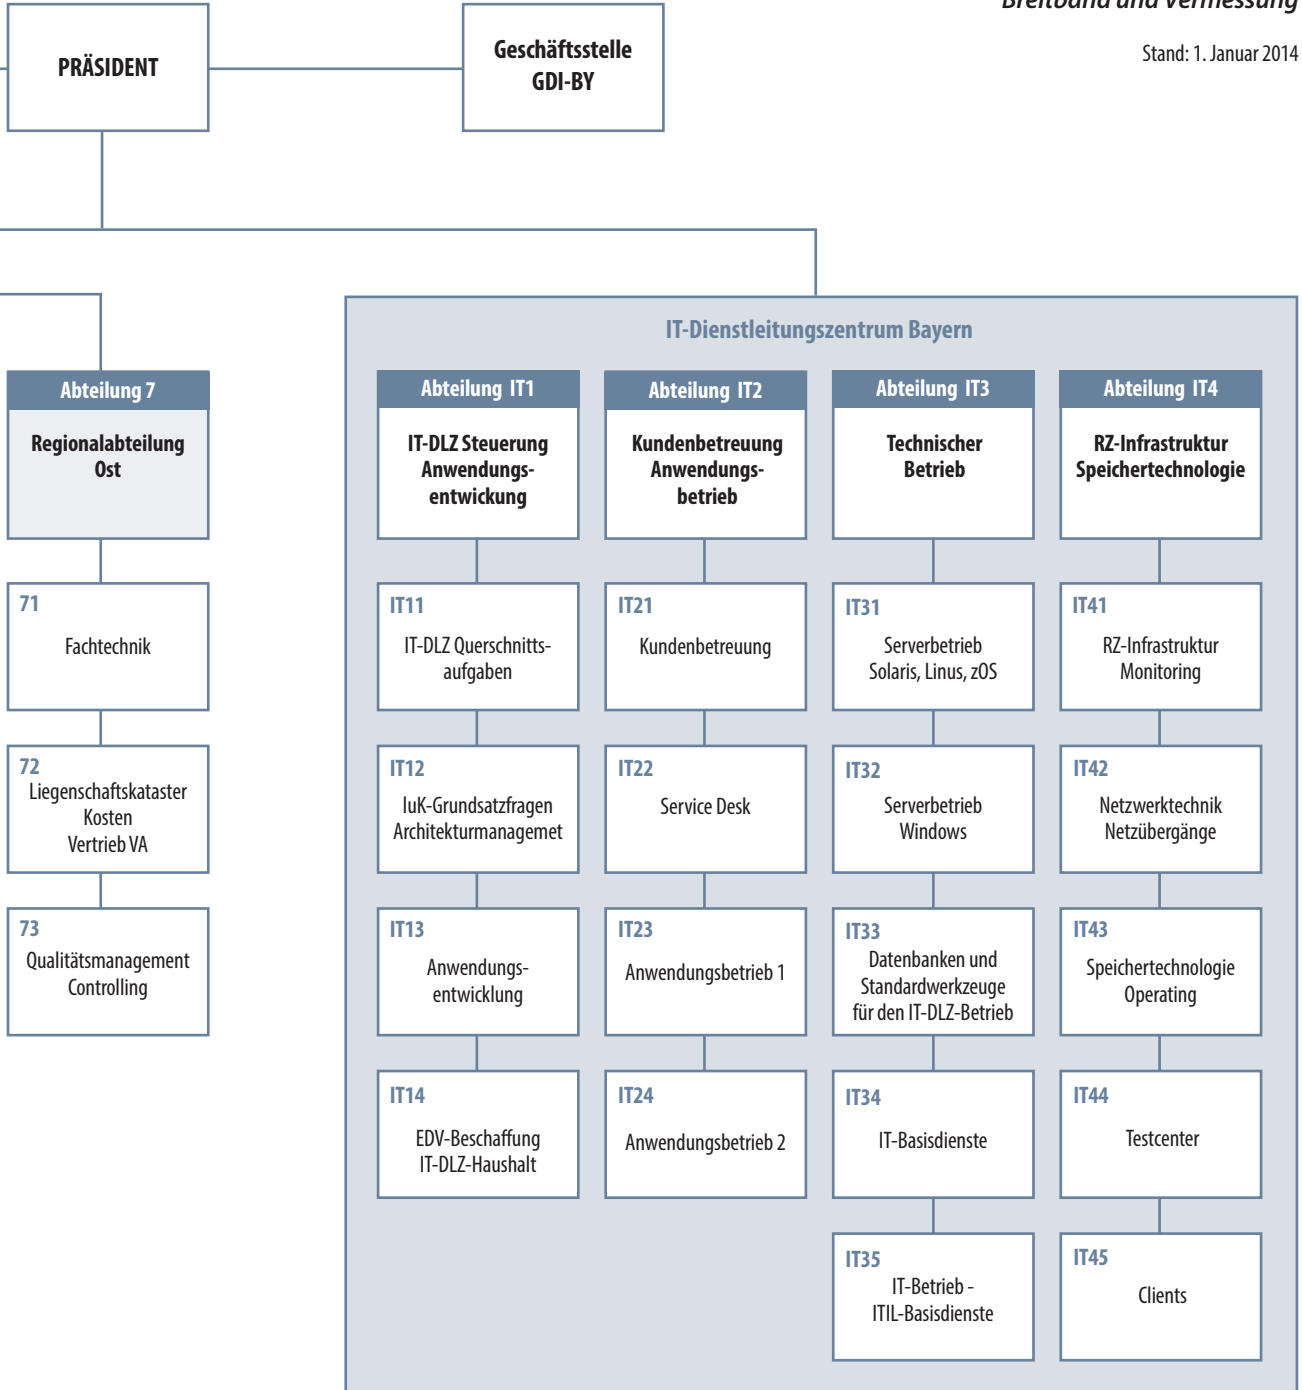 Breitband und Vermessung
Stand: 1. Januar 2014
PRÄSIDENT
Geschäftsstelle
GDI-BY
IT-Dienstleitungszentrum Bayern
Abteilung 7
Regionalabteilung
Ost
71
Fachtechnik
72
Liegenschaftskataster
Kosten
Vertrieb VA
73
Qualitätsmanagement
Controlling
Abteilung IT1
IT-DLZ Steuerung
Anwendungs-
entwickung
IT11
IT-DLZ Querschnitts-
aufgaben
IT12
IuK-Grundsatzfragen
Architekturmanagemet
IT13
Anwendungs-
entwicklung
IT14
EDV-Beschaffung
IT-DLZ-Haushalt
Abteilung IT2
Kundenbetreuung
Anwendungs-
betrieb
IT21
Kundenbetreuung
IT22
Service Desk
IT23
Anwendungsbetrieb 1
IT24
Anwendungsbetrieb 2
Abteilung IT3
Technischer
Betrieb
IT31
Serverbetrieb
Solaris, Linus, zOS
IT32
Serverbetrieb
Windows
IT33
Datenbanken und
Standardwerkzeuge
für den IT-DLZ-Betrieb
IT34
IT-Basisdienste
IT35
IT-Betrieb -
ITIL-Basisdienste
Abteilung IT4
RZ-Infrastruktur
Speichertechnologie
IT41
RZ-Infrastruktur
Monitoring
IT42
Netzwerktechnik
Netzübergänge
IT43
Speichertechnologie
Operating
IT44
Testcenter
IT45
Clients